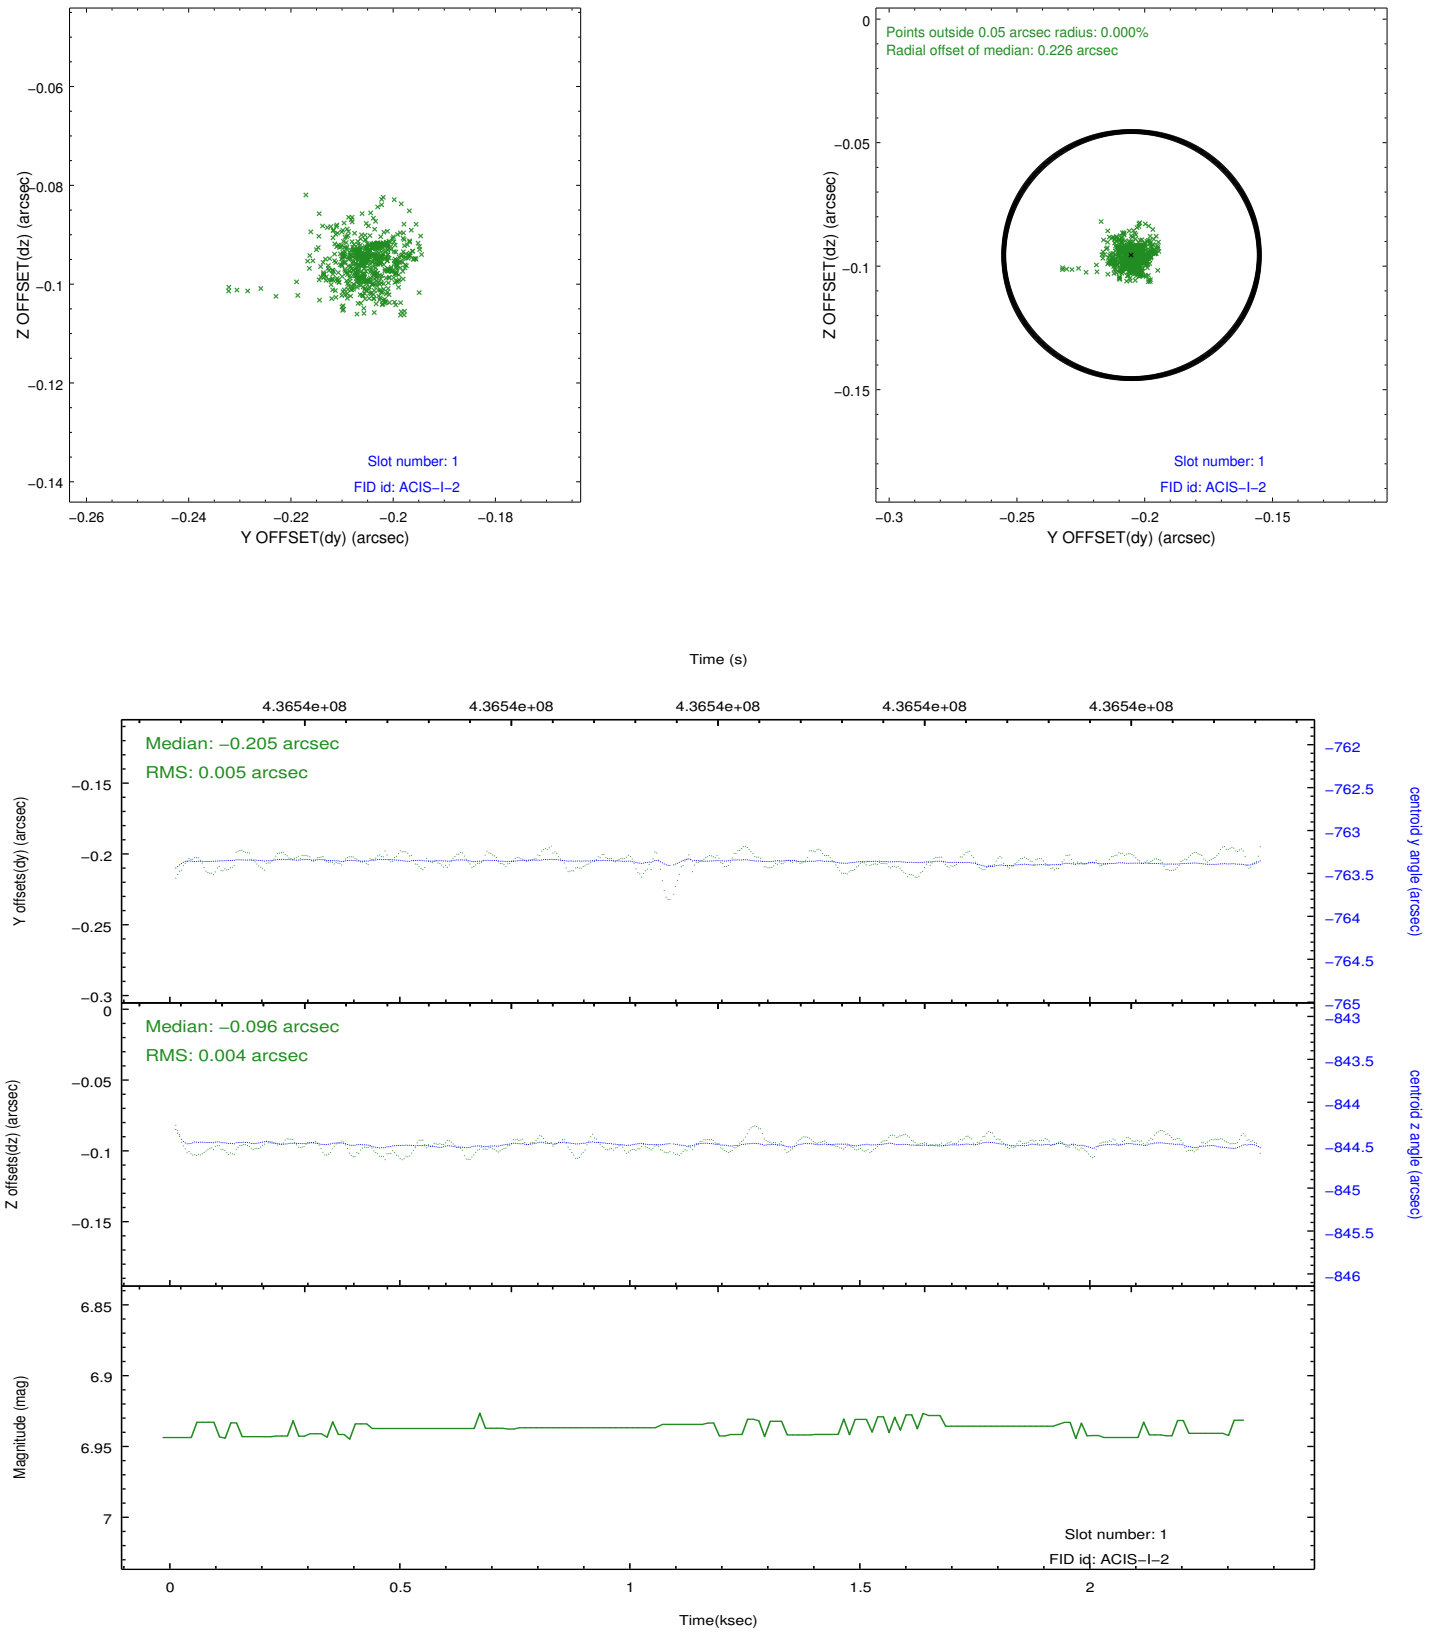 −0.06
−0.08
−0.1
−0.12
−0.14
Z OFFSET(dz) (arcsec)
Slot number: 1
FID id: ACIS−I−2
−0.26
−0.24
−0.22
−0.2
−0.18
Y OFFSET(dy) (arcsec)
Points outside 0.05 arcsec radius: 0.000%
Radial offset of median: 0.226 arcsec
0
−0.05
−0.1
−0.15
Z OFFSET(dz) (arcsec)
Slot number: 1
FID id: ACIS−I−2
−0.3
−0.25
−0.2
−0.15
Y OFFSET(dy) (arcsec)
Time (s)
4.3654e+08
4.3654e+08
4.3654e+08
4.3654e+08
4.3654e+08
Median: −0.205 arcsec
RMS: 0.005 arcsec
−0.15
−0.2
−0.25
−0.3
Y offsets(dy) (arcsec)
−762
−762.5
−763
−763.5
−764
−764.5
−765
centroid y angle (arcsec)
Median: −0.096 arcsec
RMS: 0.004 arcsec
0
−0.05
−0.1
−0.15
Z offsets(dz) (arcsec)
−843
−843.5
−844
−844.5
−845
−845.5
−846
centroid z angle (arcsec)
6.85
6.9
6.95
7
Magnitude (mag)
Slot number: 1
FID id: ACIS−I−2
0
0.5
1
1.5
2
Time(ksec)